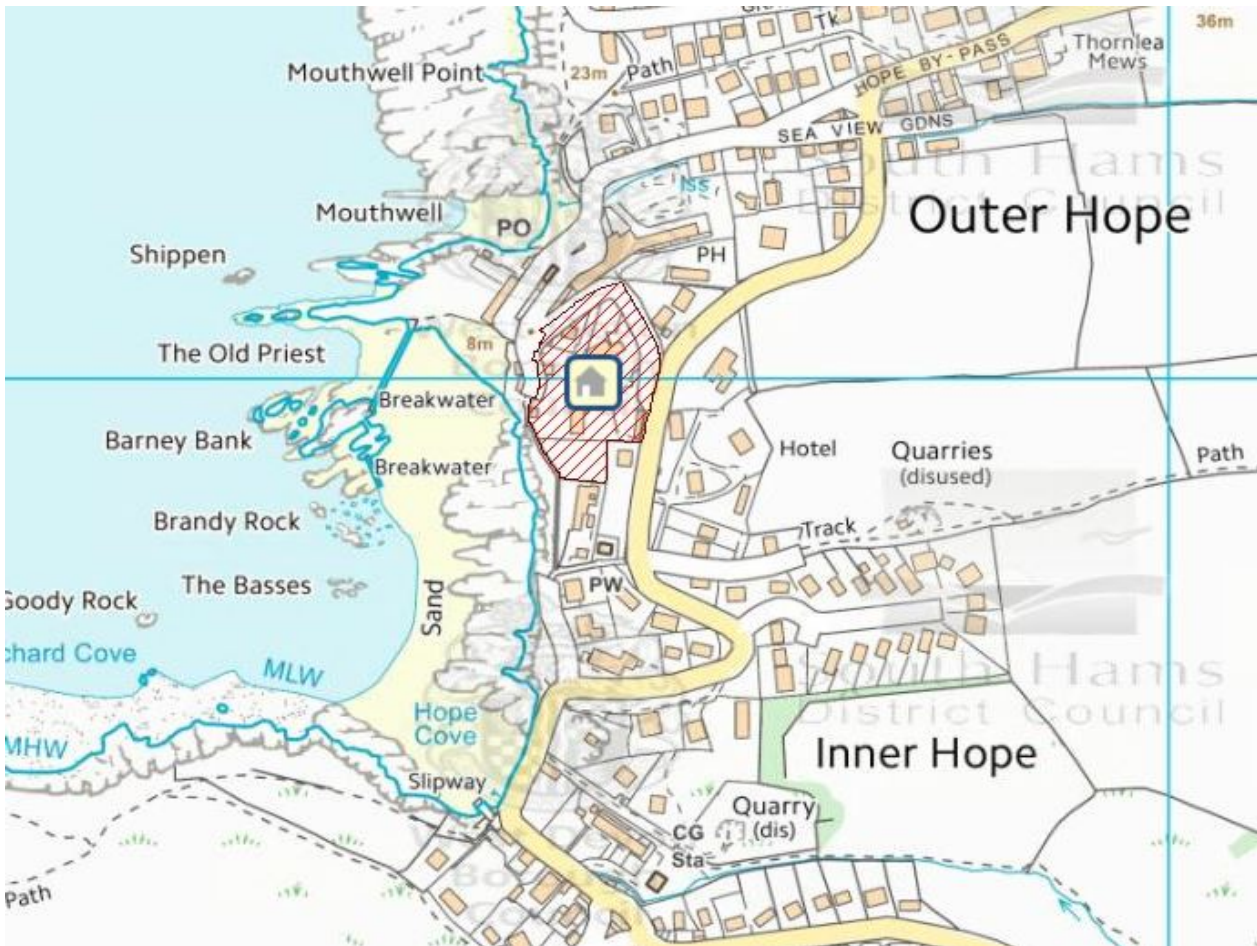 36m
Tk
Thornlea
Mews
Mouthwell Point
23m
Path
HOPE BY-PASS
SEA VIEW GDNS
South Hams
District Council
Iss
Outer Hope
Mouthwell
PO
Shippen
PH
The Old Priest
8m
Breakwater
Barney Bank
Breakwater
Hotel
Quarries
(disused)
Path
Brandy Rock
Track
The Basses
PW
Goody Rock
Sand
chard Cove
MLW
South Hams
District Council
Hope
Cove
MHW
Inner Hope
Slipway
Quarry
(dis)
CG
Sta
Path